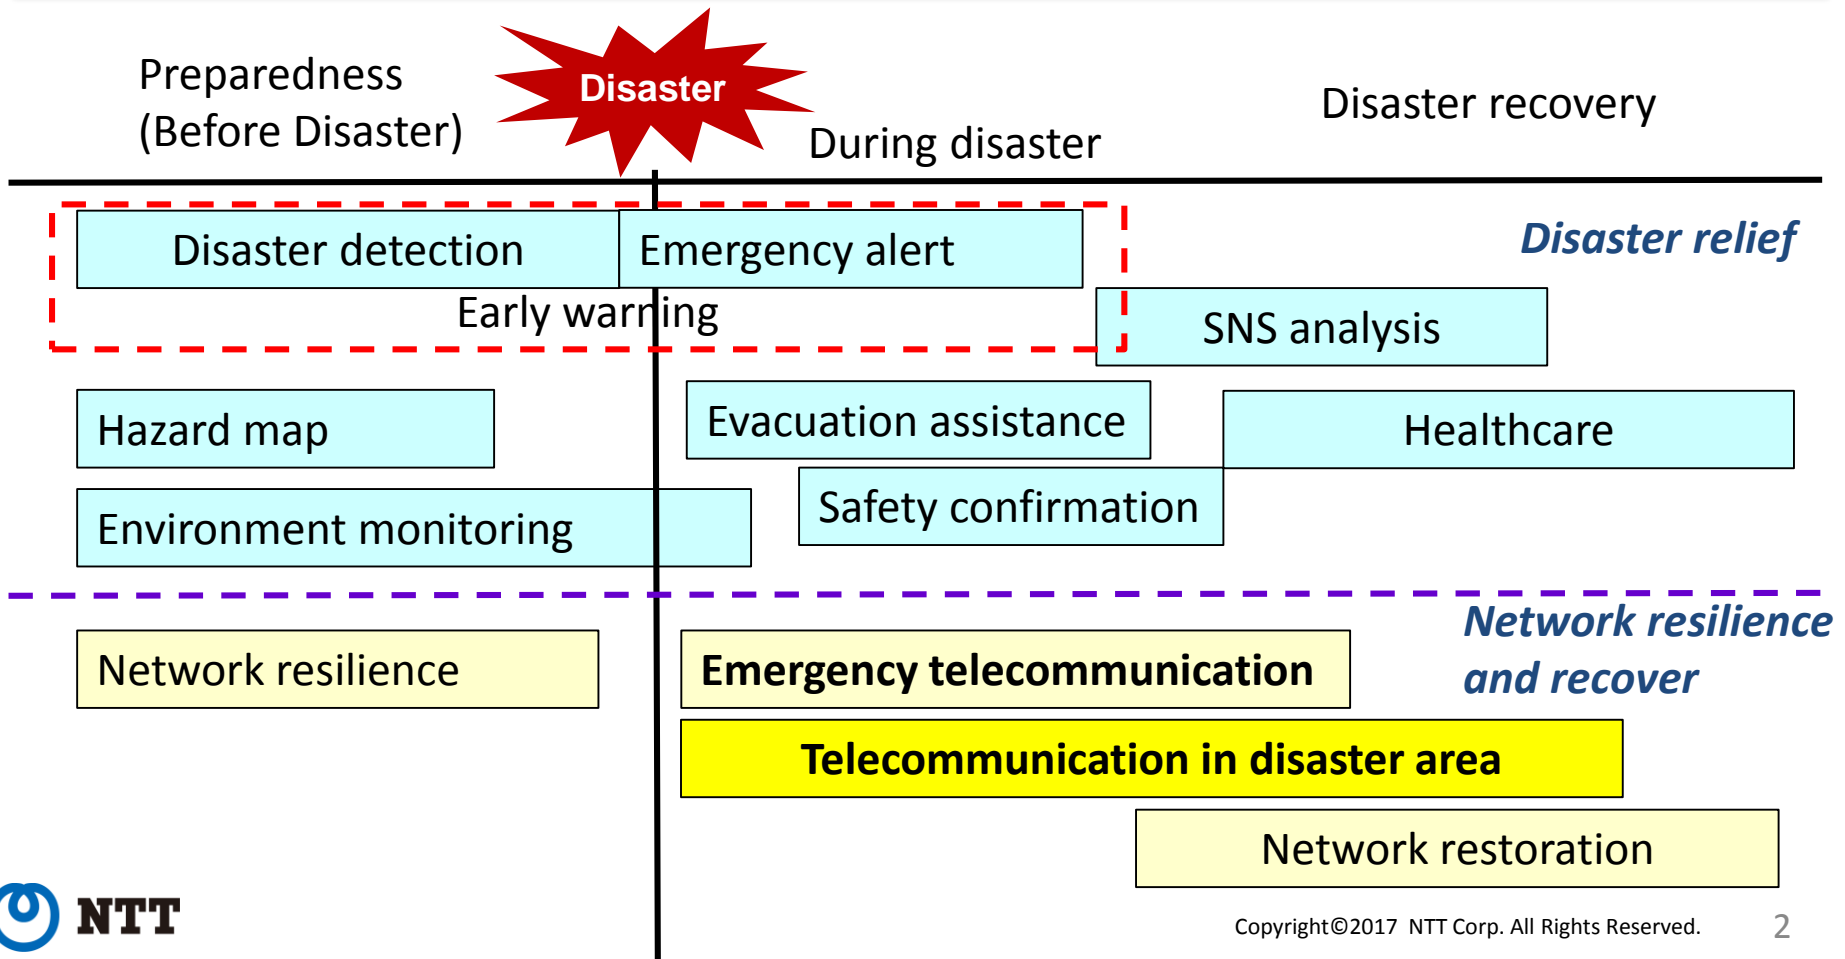 Preparedness
(Before Disaster)
Disaster
During disaster
Disaster recovery
Disaster detection
Emergency alert
Disaster relief
Early warning
SNS analysis
Hazard map
Evacuation assistance
Healthcare
Environment monitoring
Safety confirmation
Network resilience
and recover
Network resilience
Emergency telecommunication
Telecommunication in disaster area
Network restoration
NTT
Copyright©2017 NTT Corp. All Rights Reserved.
2